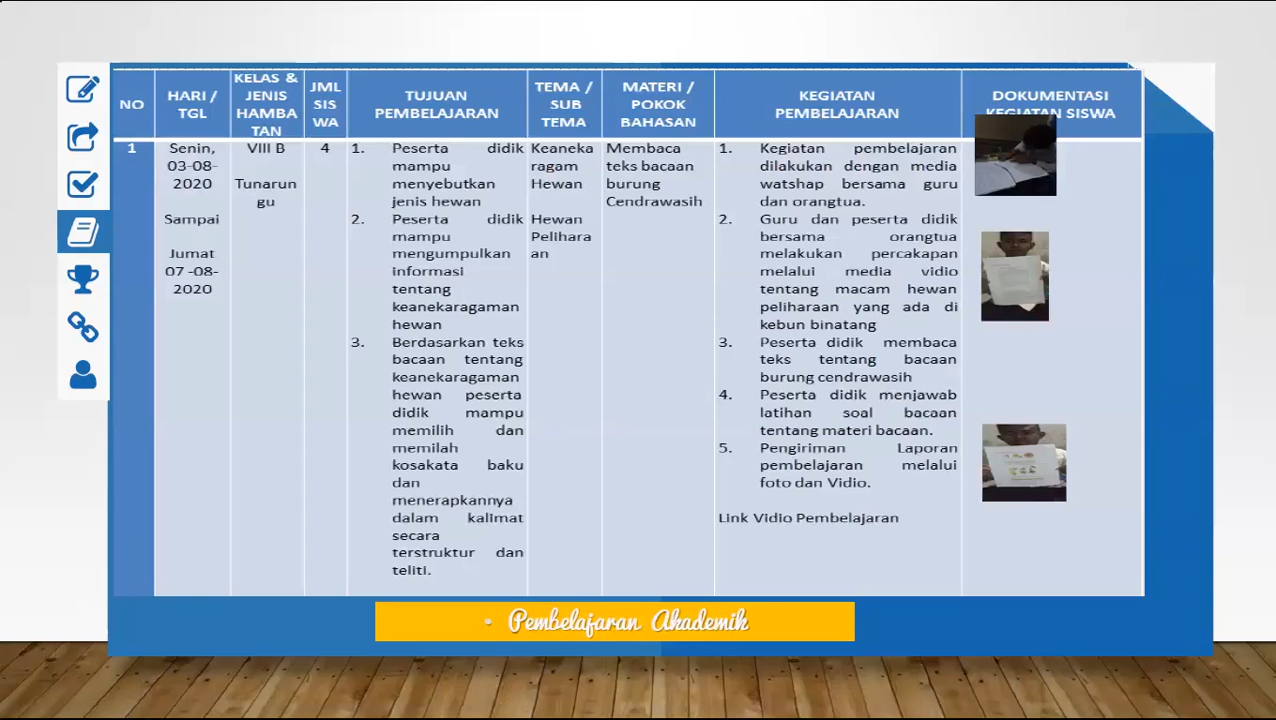 NO
HARI /
TGL
KELAS &
JENIS
HAMBA
TAN
JML
SIS
WA
TUJUAN
PEMBELAJARAN
TEMA /
SUB
TEMA
MATERI /
POKOK
BAHASAN
KEGIATAN
PEMBELAJARAN
DOKUMENTASI
KEGIATAN SISWA
1
Senin,
03-08-
2020
Sampai
Jumat
07 -08-
2020
VIII B
Tunarun
gu
4
1. Peserta didik
mampu
menyebutkan
jenis hewan
2. Peserta didik
mampu
mengumpulkan
informasi
tentang
keanekaragaman
hewan
3. Berdasarkan teks
bacaan tentang
keanekaragaman
hewan peserta
didik mampu
memilih dan
memilah
kosakata baku
dan
menerapkannya
dalam kalimat
secara
terstruktur dan
teliti.
Keaneka
ragam
Hewan
Hewan
Pelihara
an
Membaca
teks bacaan
burung
Cendrawasih
1. Kegiatan pembelajaran
dilakukan dengan media
watshap bersama guru
dan orangtua.
2. Guru dan peserta didik
bersama orangtua
melakukan percakapan
melalui media vidio
tentang macam hewan
peliharaan yang ada di
kebun binatang
3. Peserta didik membaca
teks tentang bacaan
burung cendrawasih
4. Peserta didik menjawab
latihan soal bacaan
tentang materi bacaan.
5. Pengiriman Laporan
pembelajaran melalui
foto dan Vidio.
Link Vidio Pembelajaran
• Pembelajaran Akademik